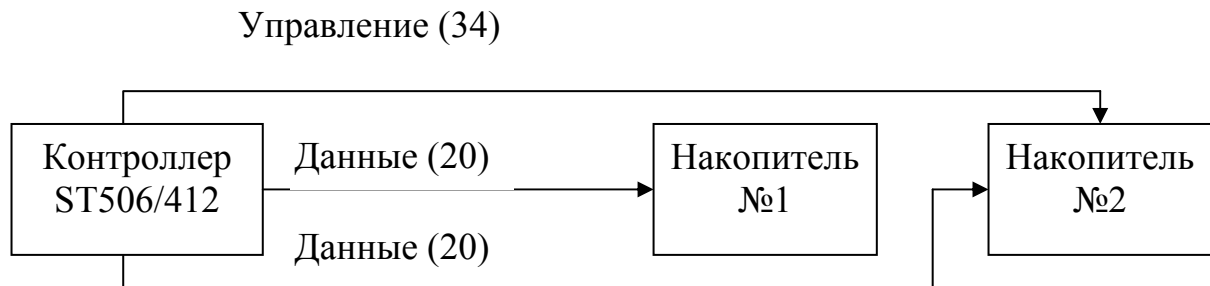 Управление (34)
Контроллер
ST506/412
Данные (20)
Данные (20)
Накопитель
№1
Накопитель
№2